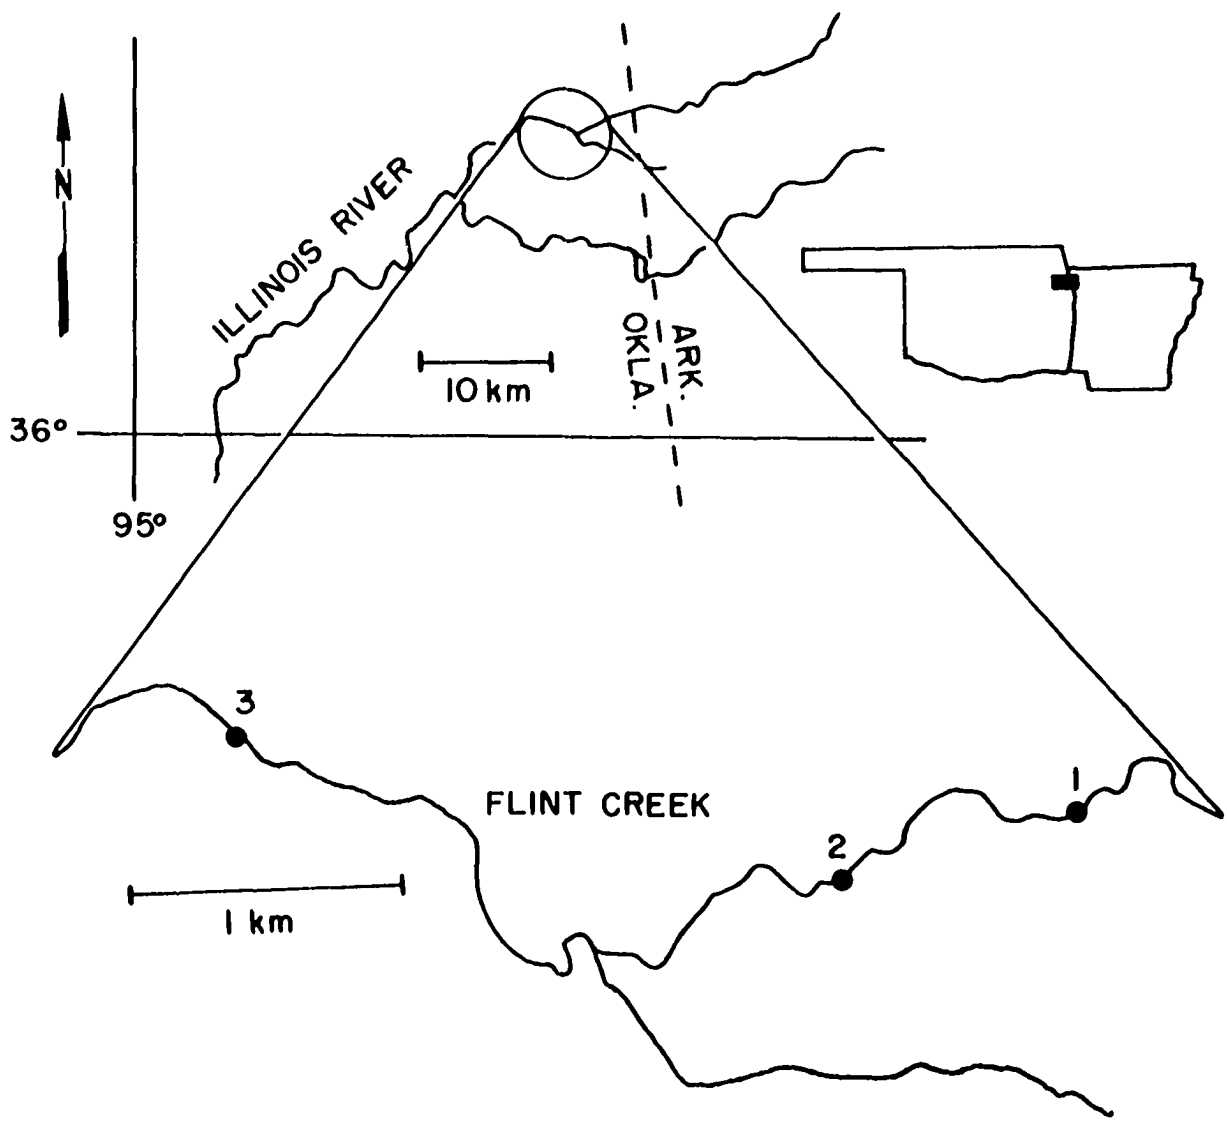 N
ILLINOIS RIVER
ARK.
OKLA.
10 km
36°
95°
3
FLINT CREEK
1
2
1 km